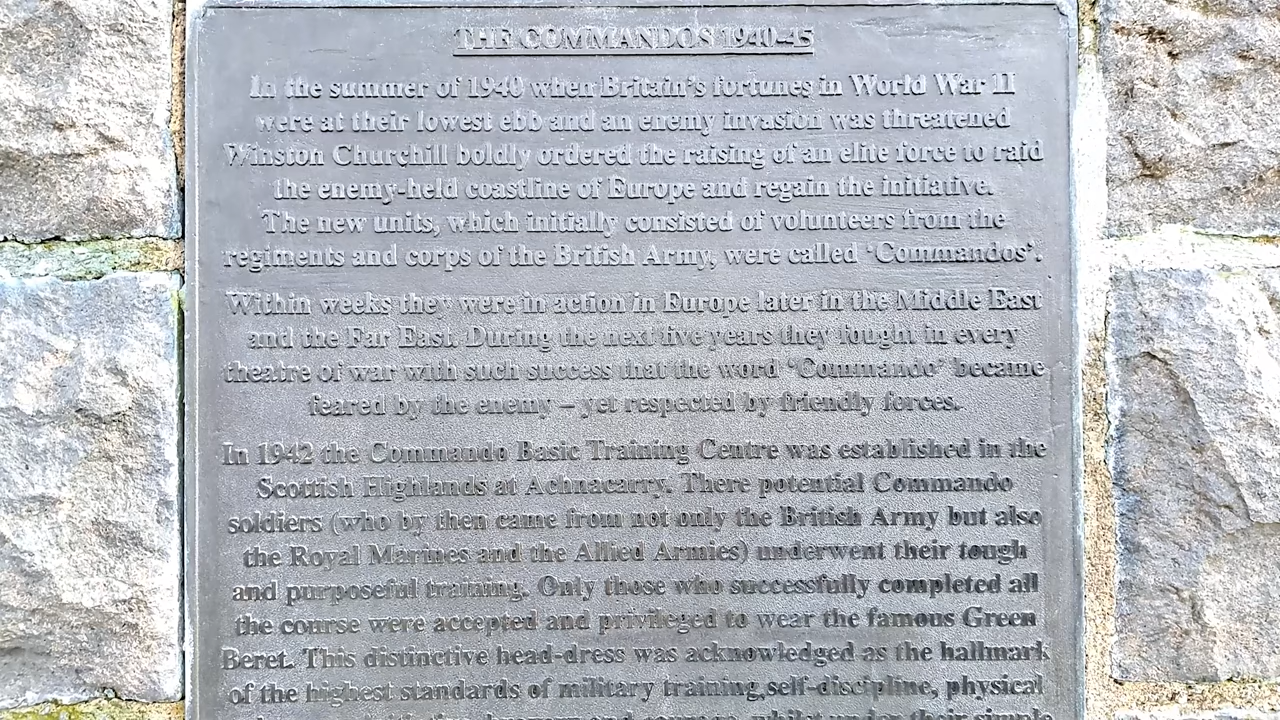 THE COMMANDOS 1940-45
In the summer of 1940 when Britain's fortunes in World War II
were at their lowest ebb and an enemy invasion was threatened
Winston Churchill boldly ordered the raising of an elite force to raid
the enemy-held coastline of Europe and regain the initiative.
The new units, which initially consisted of volunteers from the
regiments and corps of the British Army, were called 'Commandos'.
Within weeks they were in action in Europe later in the Middle East
and the Far East. During the next five years they fought in every
theatre of war with such success that the word 'Commando' became
feared by the enemy – yet respected by friendly forces.
In 1942 the Commando Basic Training Centre was established in the
Scottish Highlands at Achnacarry. There potential Commando
soldiers (who by then came from not only the British Army but also
the Royal Marines and the Allied Armies) underwent their tough
and purposeful training. Only those who successfully completed all
the course were accepted and privileged to wear the famous Green
Beret. This distinctive head-dress was acknowledged as the hallmark
of the highest standards of military training,self-discipline, physical
and courage, whilst under their simple